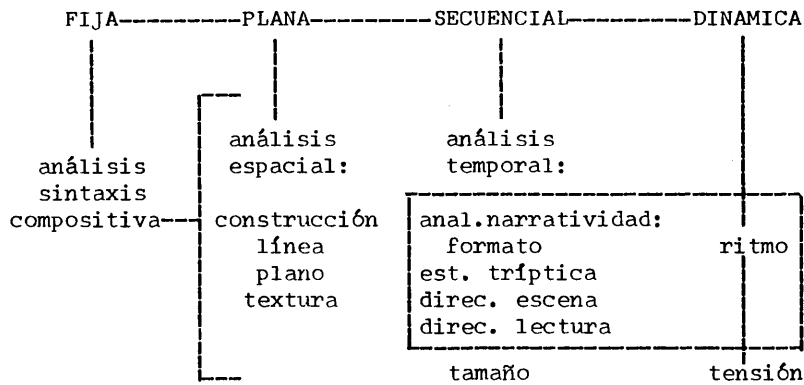 FIJA PLANA SECUENCIAL DINAMICA
análisis
sintaxis
compositiva
análisis
espacial:
construcción
línea
plano
textura
análisis
temporal:
anal.narratividad:
formato
est. tríptica
direc. escena
direc. lectura
tamaño
ritmo
tensión